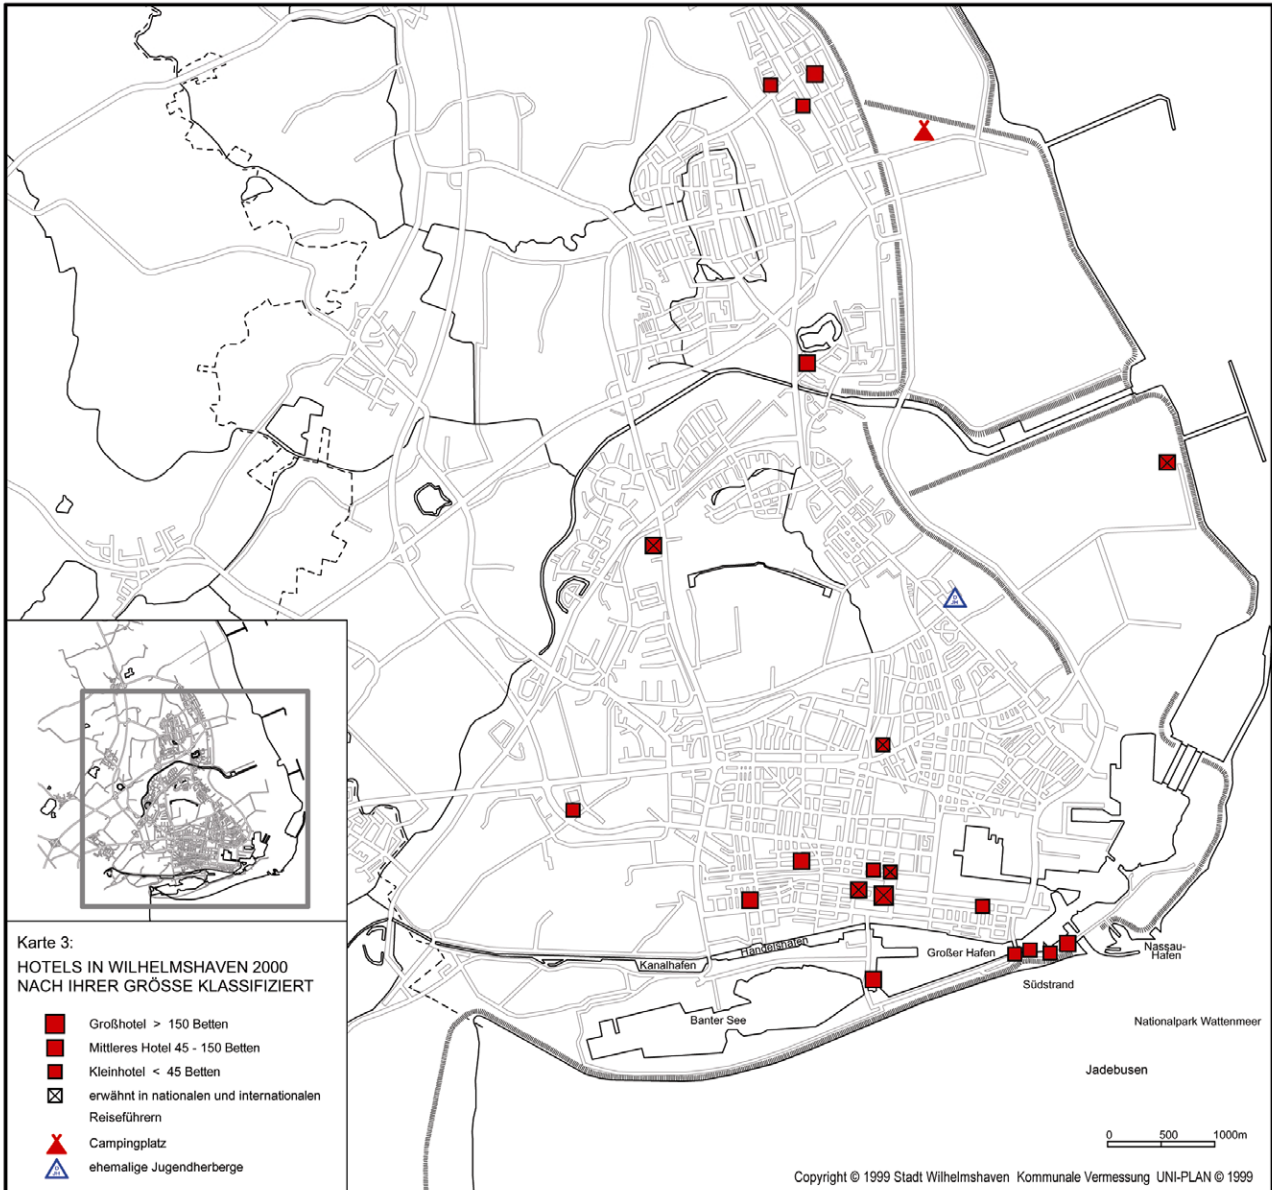 Handelshafen
Kanalhafen
Großer Hafen
Nassau-
Hafen
Südstrand
Banter See
Nationalpark Wattenmeer
Jadebusen
Karte 3:
HOTELS IN WILHELMSHAVEN 2000
NACH IHRER GRÖSSE KLASSIFIZIERT
Großhotel > 150 Betten
Mittleres Hotel 45 - 150 Betten
Kleinhotel < 45 Betten
erwähnt in nationalen und internationalen
Reiseführern
Campingplatz
ehemalige Jugendherberge
0 500 1000m
Copyright © 1999 Stadt Wilhelmshaven Kommunale Vermessung UNI-PLAN © 1999